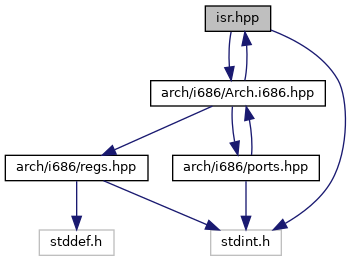 isr.hpp
arch/i686/Arch.i686.hpp
arch/i686/regs.hpp
arch/i686/ports.hpp
stddef.h
stdint.h